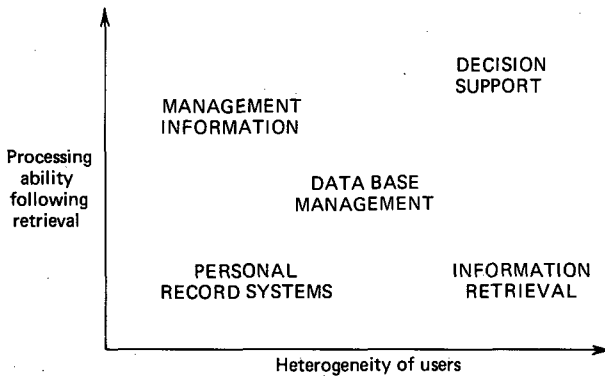 DECISION
SUPPORT
MANAGEMENT
INFORMATION
Processing
ability
following
retrieval
DATA BASE
MANAGEMENT
PERSONAL
RECORD SYSTEMS
INFORMATION
RETRIEVAL
Heterogeneity of users